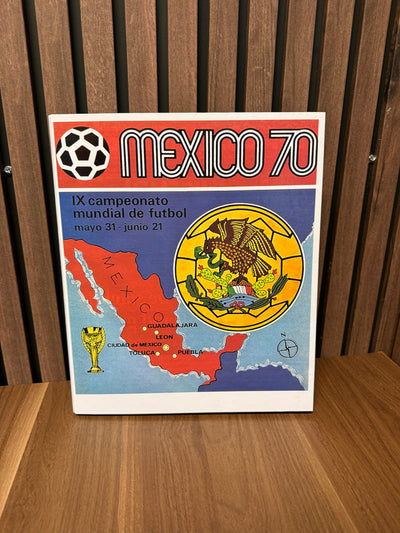 MEXICO 70
IX campeonato
mundial de futbol
mayo 31 - junio 21
MEXICO
GUADALAJARA
LEON
CIUDAD de MEXICO
TOLUCA
PUEBLA
N